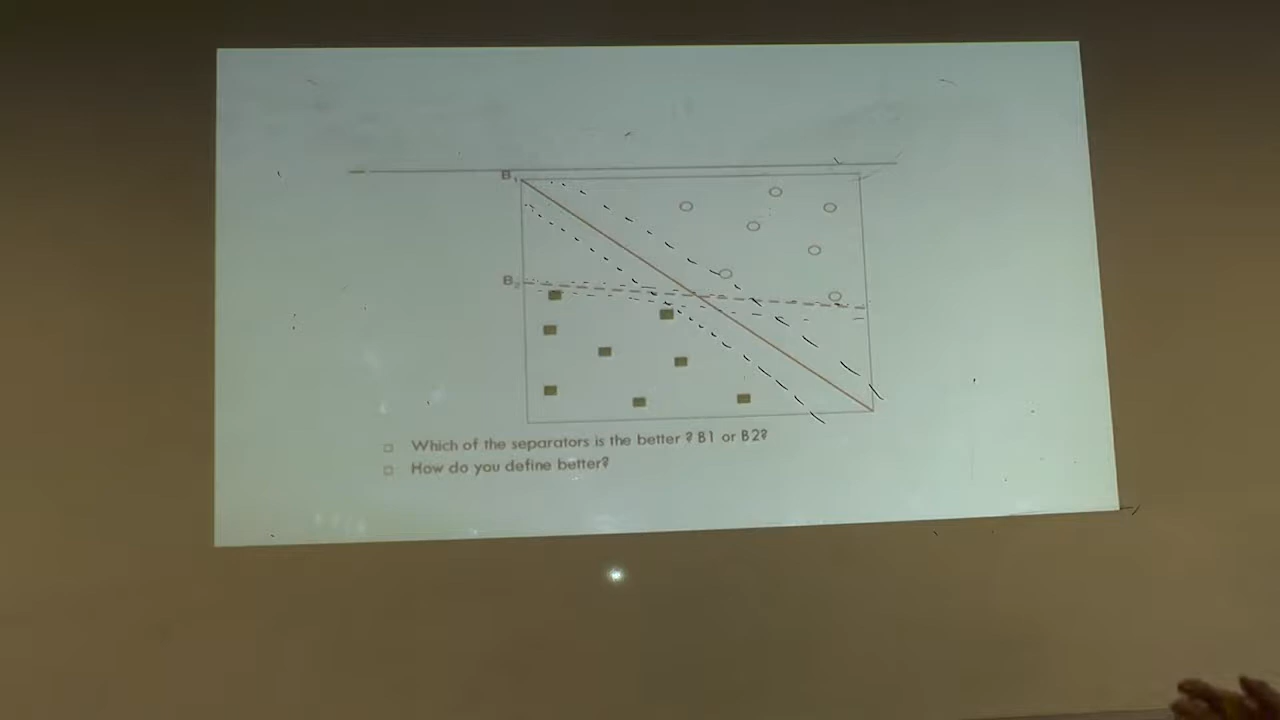 B1
B2
Which of the separators is the better ? B1 or B2?
How do you define better?